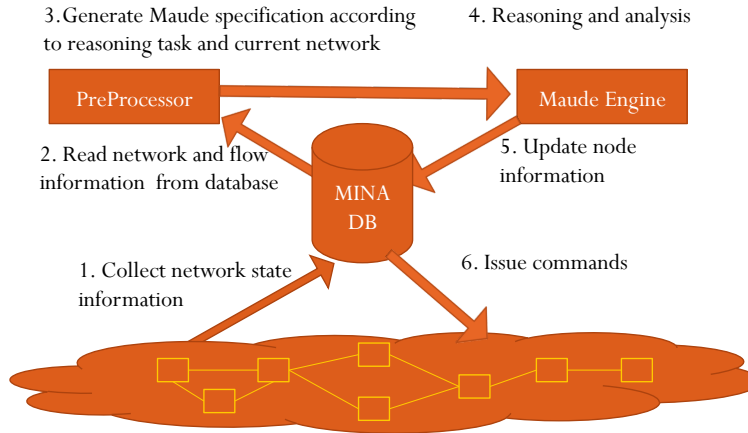 3.Generate Maude specification according
to reasoning task and current network
4. Reasoning and analysis
PreProcessor
Maude Engine
2. Read network and flow
information from database
5. Update node
information
MINA
DB
1. Collect network state
information
6. Issue commands